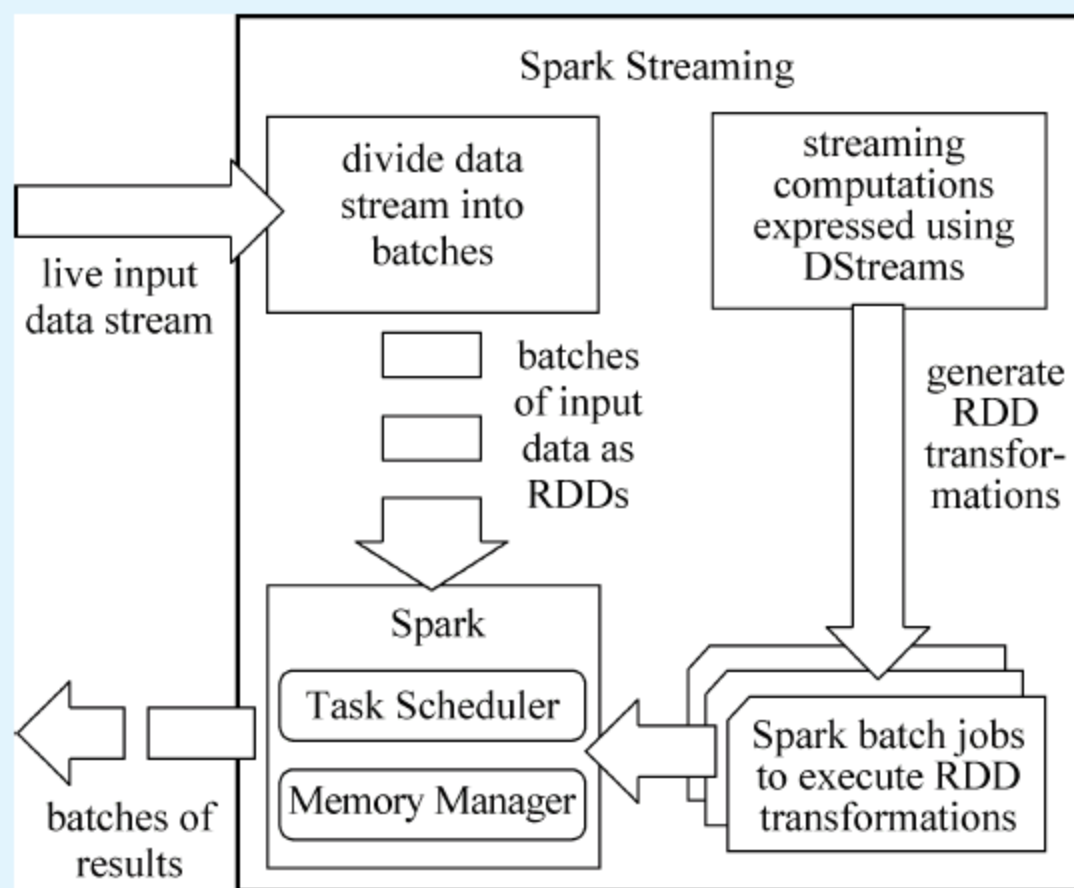 Spark Streaming
divide data
stream into
batches
streaming
computations
expressed using
DStreams
live input
data stream
batches
of input
data as
RDDs
generate
RDD
transfor-
mations
Spark
Task Scheduler
Memory Manager
Spark batch jobs
to execute RDD
transformations
batches of
results